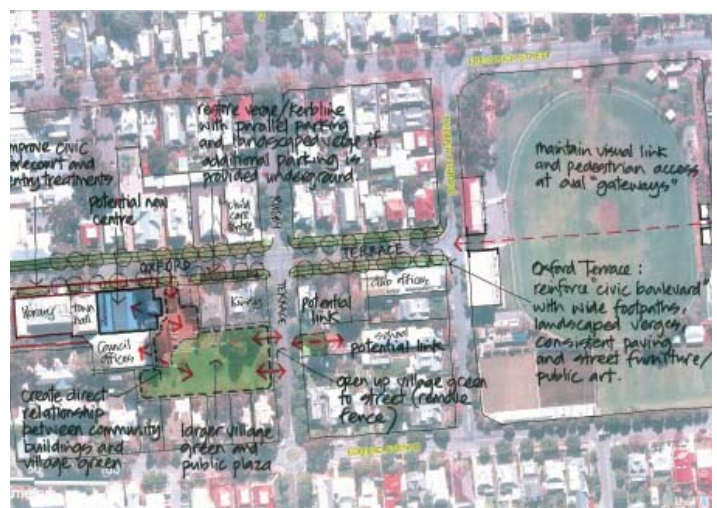 restore verge/kerbline
with parallel parking
and landscaped verge if
additional parking is
provided underground.
mprove civic
orecourt and
entry treatments
potential new
centre
child
care
centre
maintain visual link
and pedestrian access
at oval "gateways"
OXFORD
TERRACE
TERRACE
Oxford Terrace :
reinforce civic boulevard
with wide footpaths,
landscaped verges,
consistent paving
and street furniture/
public art.
library
town
hall
council
offices
potential
link
offices
school
potential link
open up village green
to street (remove
fence)
create direct
relationship
between community
buildings and
village green
larger village
green and
public plaza